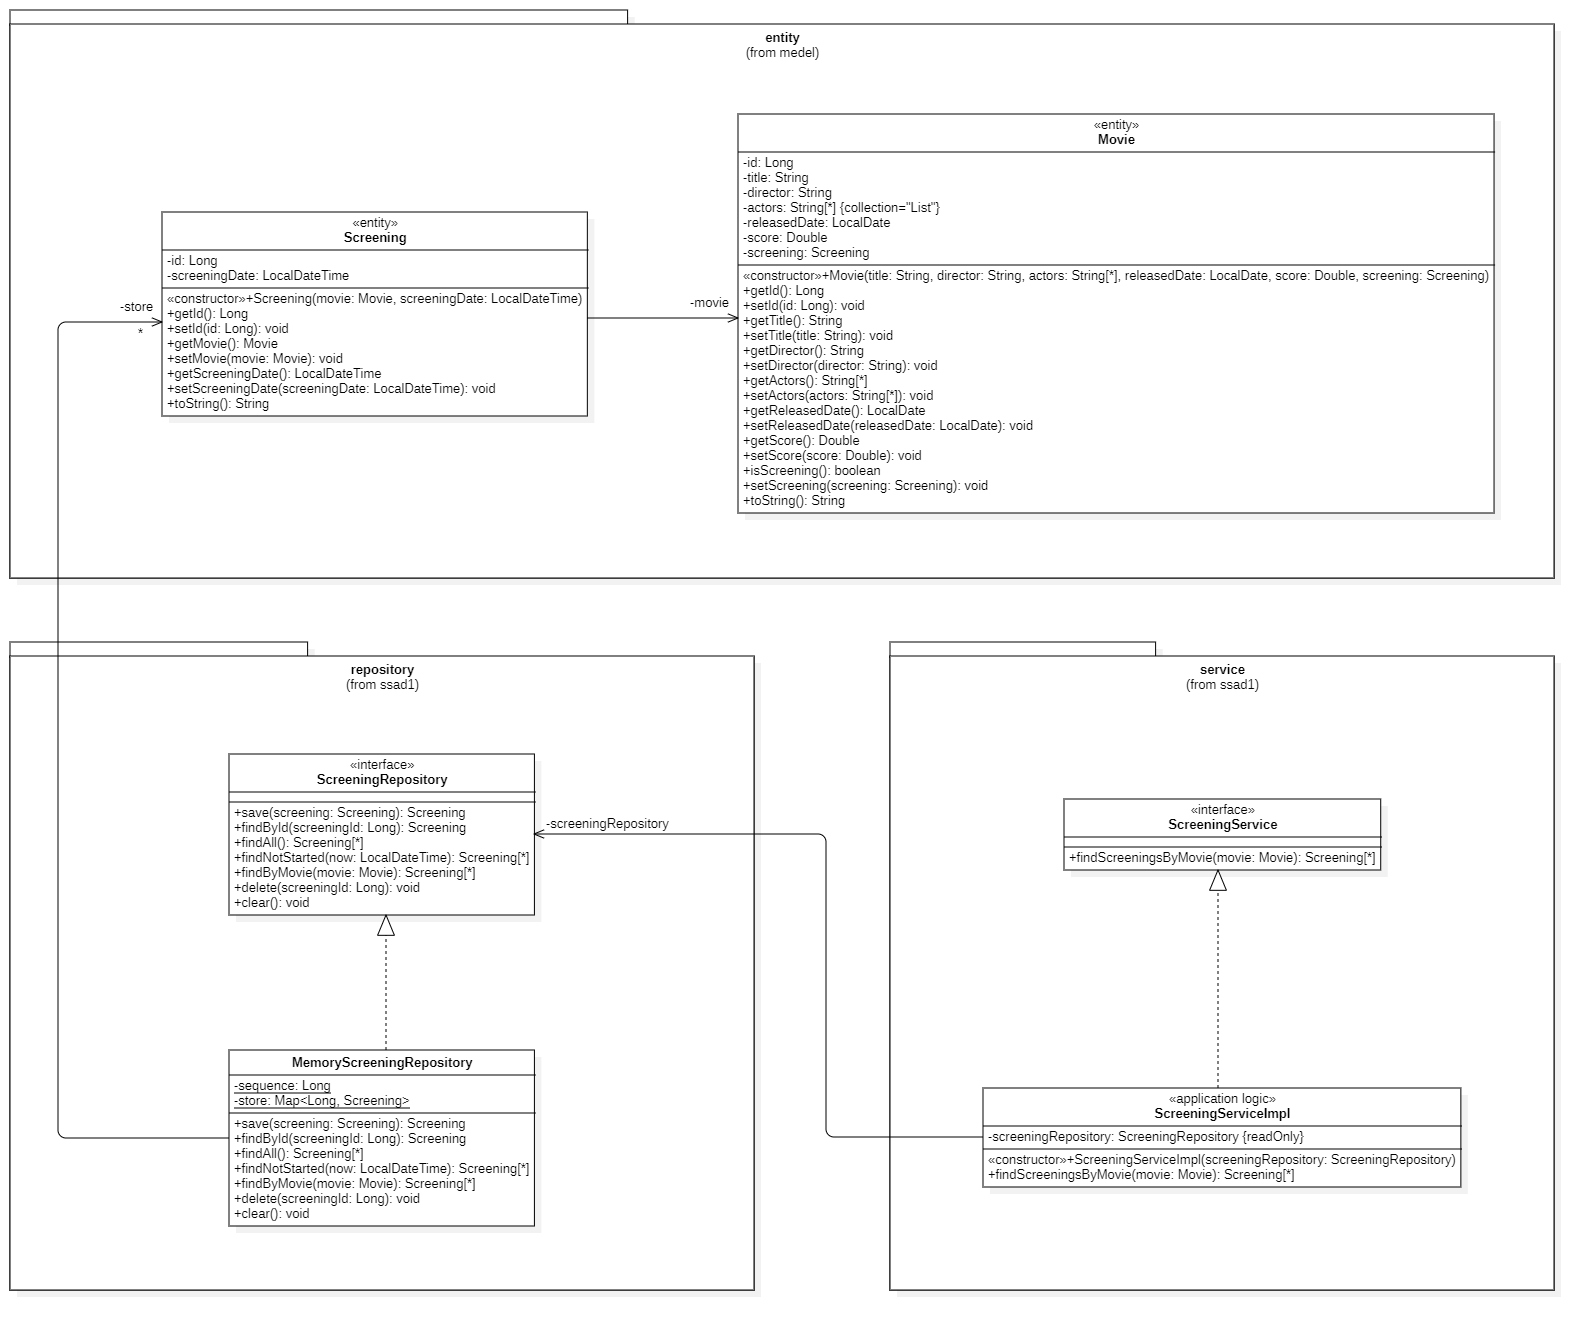 entity
(from medel)
«entity»
Movie
-id: Long
-title: String
-director: String
-actors: String[*] {collection="List"}
-releasedDate: LocalDate
-score: Double
-screening: Screening
«constructor»+Movie(title: String, director: String, actors: String[*], releasedDate: LocalDate, score: Double, screening: Screening)
+getId(): Long
+setId(id: Long): void
+getTitle(): String
+setTitle(title: String): void
+getDirector(): String
+setDirector(director: String): void
+getActors(): String[*]
+setActors(actors: String[*]): void
+getReleasedDate(): LocalDate
+setReleasedDate(releasedDate: LocalDate): void
+getScore(): Double
+setScore(score: Double): void
+isScreening(): boolean
+setScreening(screening: Screening): void
+toString(): String
«entity»
Screening
-id: Long
-screeningDate: LocalDateTime
«constructor»+Screening(movie: Movie, screeningDate: LocalDateTime)
+getId(): Long
+setId(id: Long): void
+getMovie(): Movie
+setMovie(movie: Movie): void
+getScreeningDate(): LocalDateTime
+setScreeningDate(screeningDate: LocalDateTime): void
+toString(): String
-store
*
-movie
repository
(from ssad1)
«interface»
ScreeningRepository
+save(screening: Screening): Screening
+findById(screeningId: Long): Screening
+findAll(): Screening[*]
+findNotStarted(now: LocalDateTime): Screening[*]
+findByMovie(movie: Movie): Screening[*]
+delete(screeningId: Long): void
+clear(): void
-screeningRepository
MemoryScreeningRepository
-sequence: Long
-store: Map<Long, Screening>
+save(screening: Screening): Screening
+findById(screeningId: Long): Screening
+findAll(): Screening[*]
+findNotStarted(now: LocalDateTime): Screening[*]
+findByMovie(movie: Movie): Screening[*]
+delete(screeningId: Long): void
+clear(): void
service
(from ssad1)
«interface»
ScreeningService
+findScreeningsByMovie(movie: Movie): Screening[*]
«application logic»
ScreeningServiceImpl
-screeningRepository: ScreeningRepository {readOnly}
«constructor»+ScreeningServiceImpl(screeningRepository: ScreeningRepository)
+findScreeningsByMovie(movie: Movie): Screening[*]